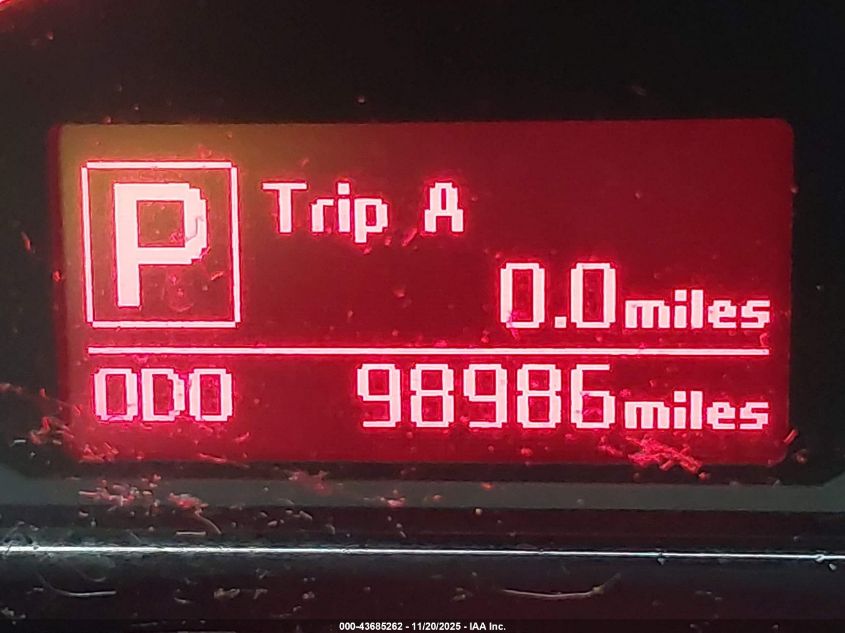 P
Trip A
0.0 miles
ODO 98986 miles
000-43685262 - 11/20/2025 - IAA Inc.